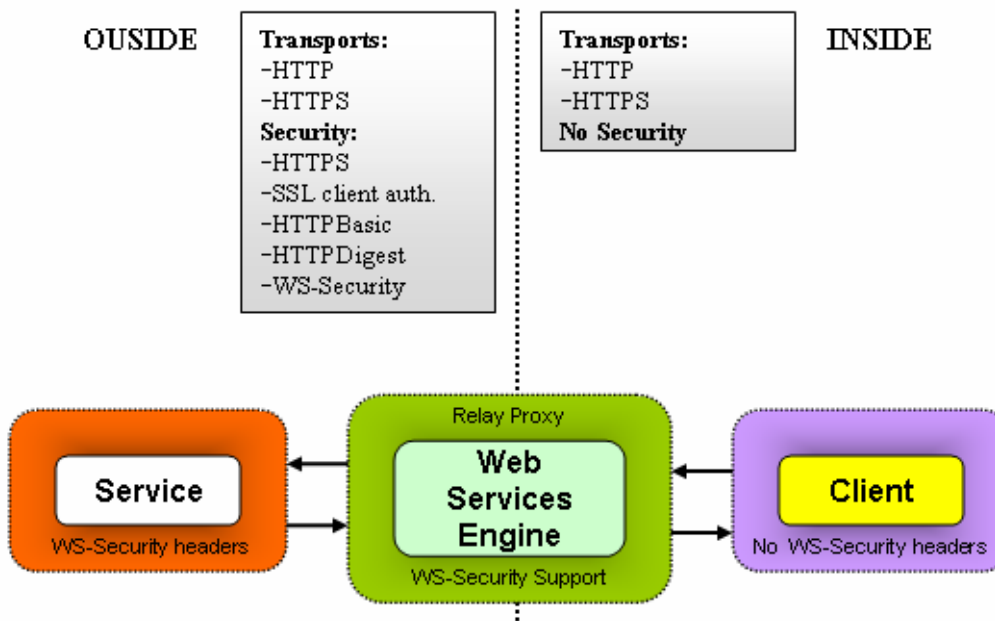 OUSIDE
Transports:
-HTTP
-HTTPS
Security:
-HTTPS
-SSL client auth.
-HTTPBasic
-HTTPDigest
-WS-Security
Transports:
-HTTP
-HTTPS
No Security
INSIDE
Service
WS-Security headers
Relay Proxy
Web
Services
Engine
WS-Security Support
Client
No WS-Security headers